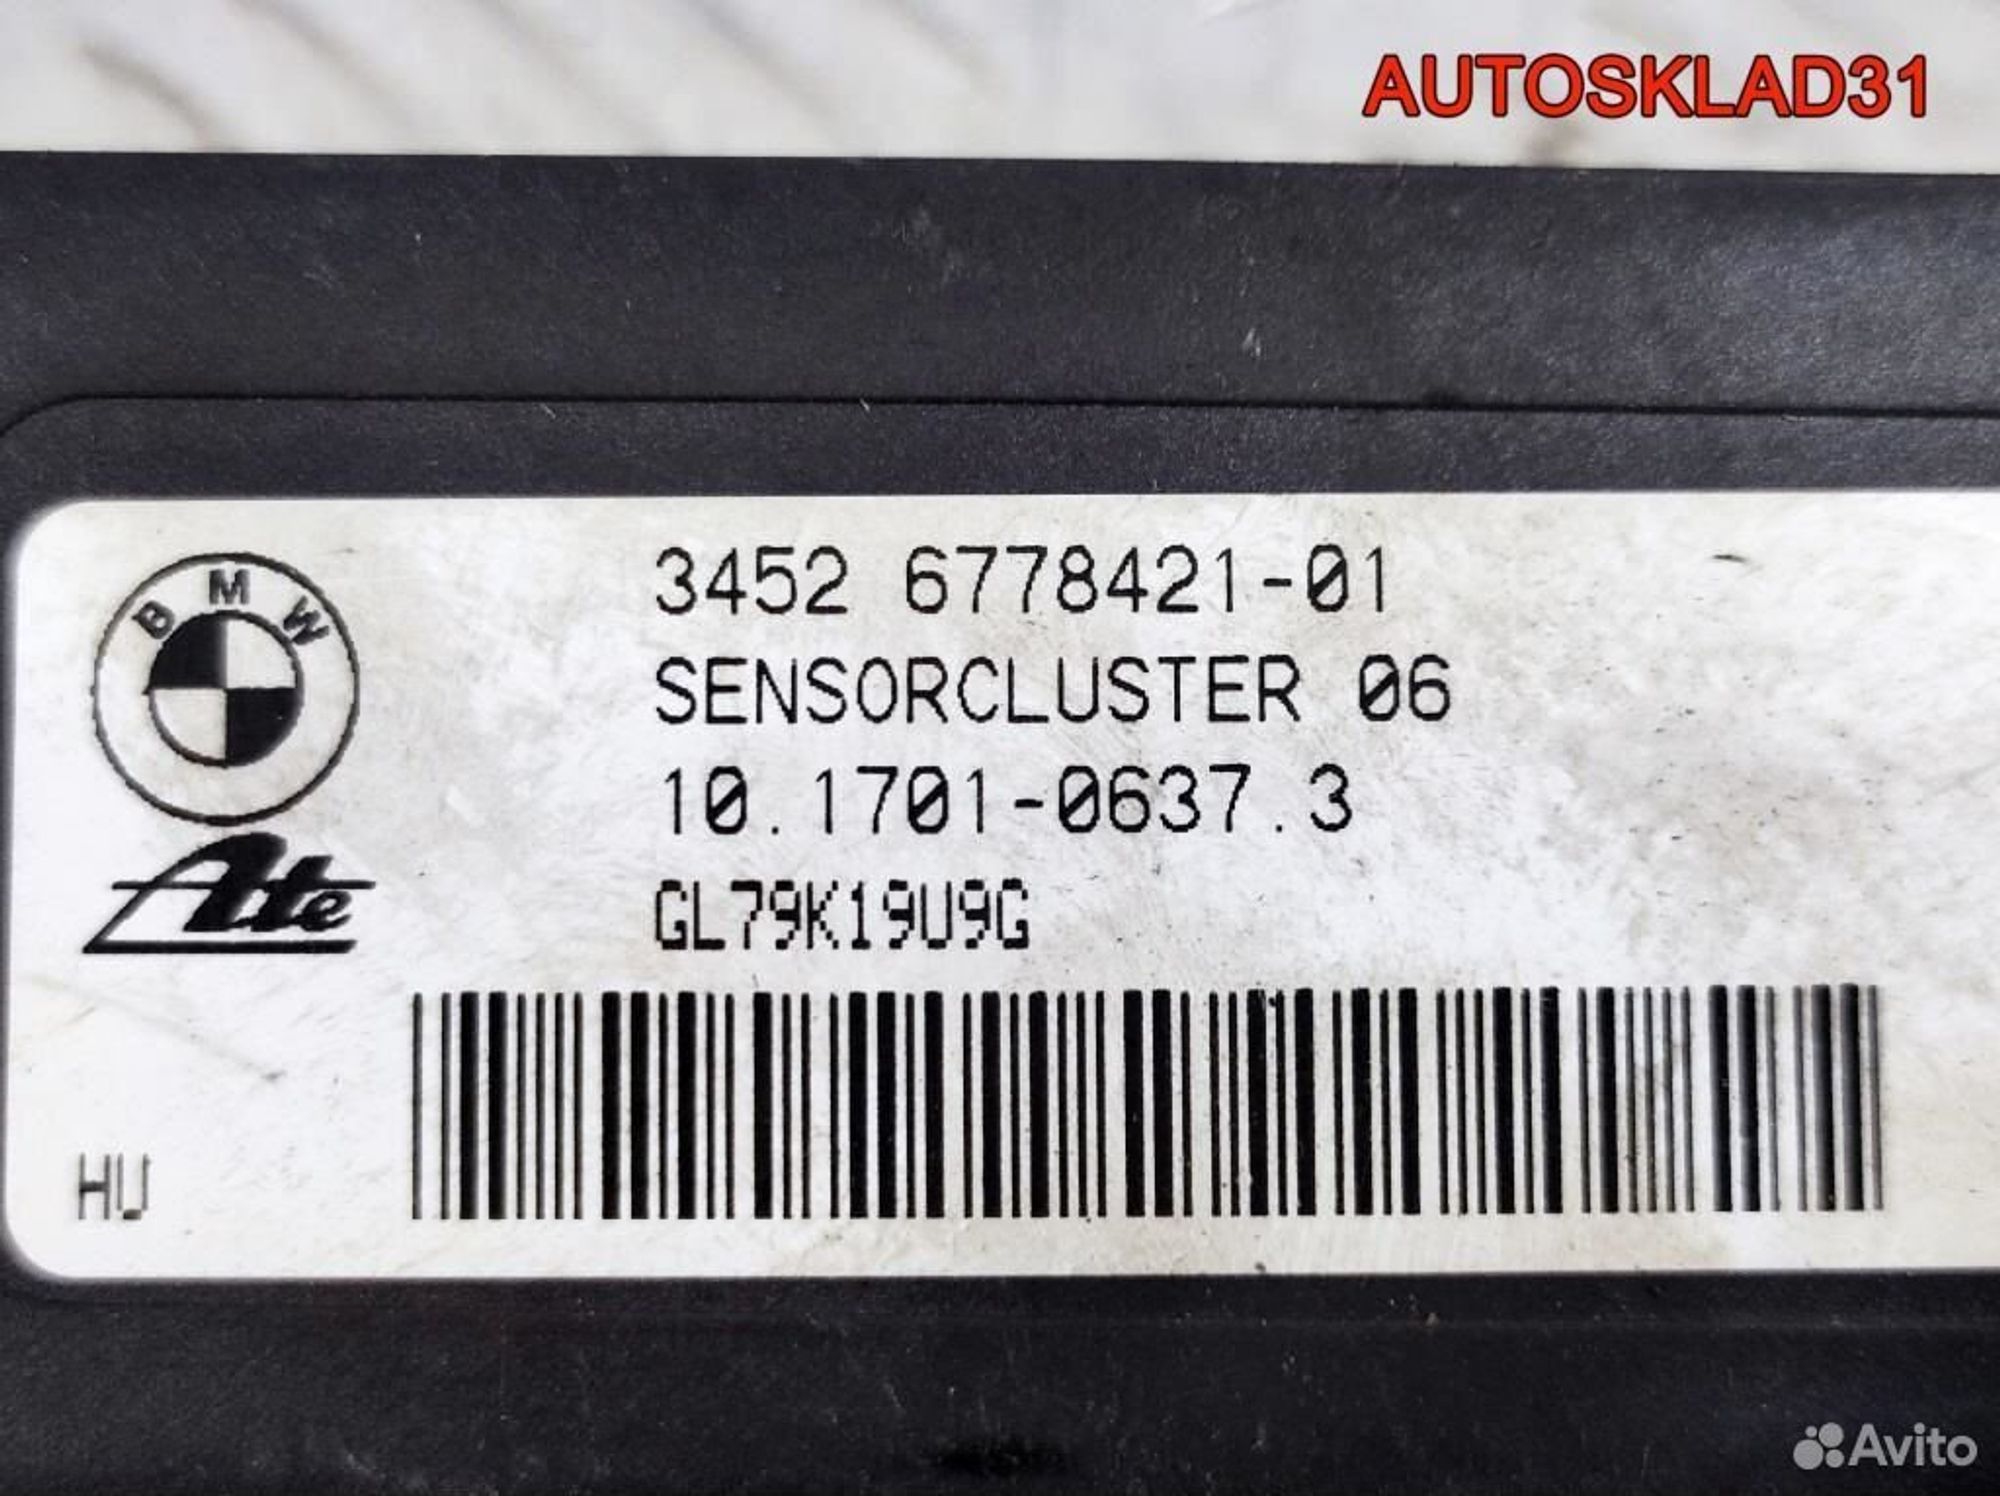 AUTOSKLAD31
BMW
3452 6778421-01
SENSORCLUSTER 06
10.1701-0637.3
Ate
GL79K19U9G
HU
Avito